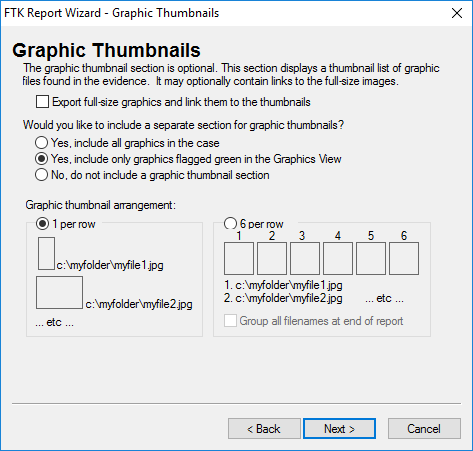 FTK Report Wizard - Graphic Thumbnails
Graphic Thumbnails
The graphic thumbnail section is optional. This section displays a thumbnail list of graphic
files found in the evidence. It may optionally contain links to the full-size images.
Export full-size graphics and link them to the thumbnails
Would you like to include a separate section for graphic thumbnails?
Yes, include all graphics in the case
Yes, include only graphics flagged green in the Graphics View
No, do not include a graphic thumbnail section
Graphic thumbnail arrangement:
1 per row
c:\myfolder\myfile1.jpg
c:\myfolder\myfile2.jpg
... etc ...
6 per row
1 2 3 4 5 6
1. c:\myfolder\myfile1.jpg
2. c:\myfolder\myfile2.jpg ... etc ...
Group all filenames at end of report
< Back Next > Cancel